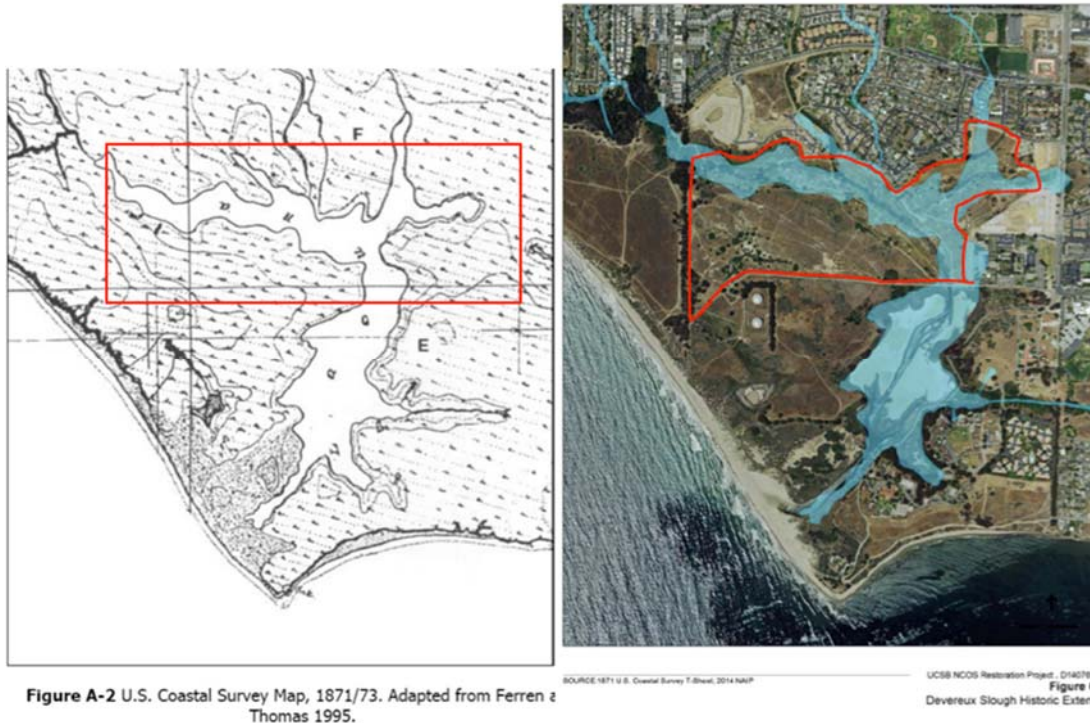 F
E
Figure A-2 U.S. Coastal Survey Map, 1871/73. Adapted from Ferren a
Thomas 1995.
SOURCE:1871 U.S. Coastal Survey T-Sheet, 2014 NAIP
UCSB NCOS Restoration Project . D14076
Figure
Devereux Slough Historic Exten